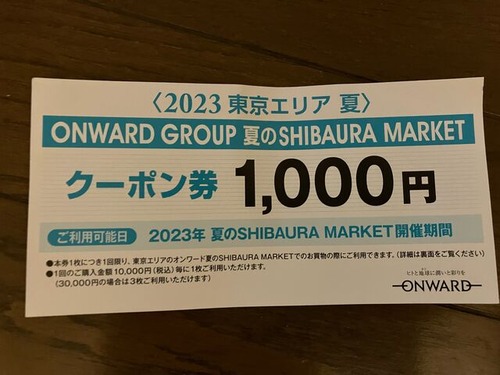 〈2023 東京エリア 夏〉
ONWARD GROUP 夏のSHIBAURA MARKET
クーポン券 1,000円
ご利用可能日 2023年 夏のSHIBAURA MARKET開催期間
●本券1枚につき1回限り、東京エリアのオンワード夏のSHIBAURA MARKETでのお買物の際にご利用できます。(詳細は裏面をご覧ください)
●1回のご購入金額10,000円(税込)毎に1枚ご利用いただけます。
(30,000円の場合は3枚ご利用いただけます)
ヒトと地球に潤いと彩りを
ONWARD